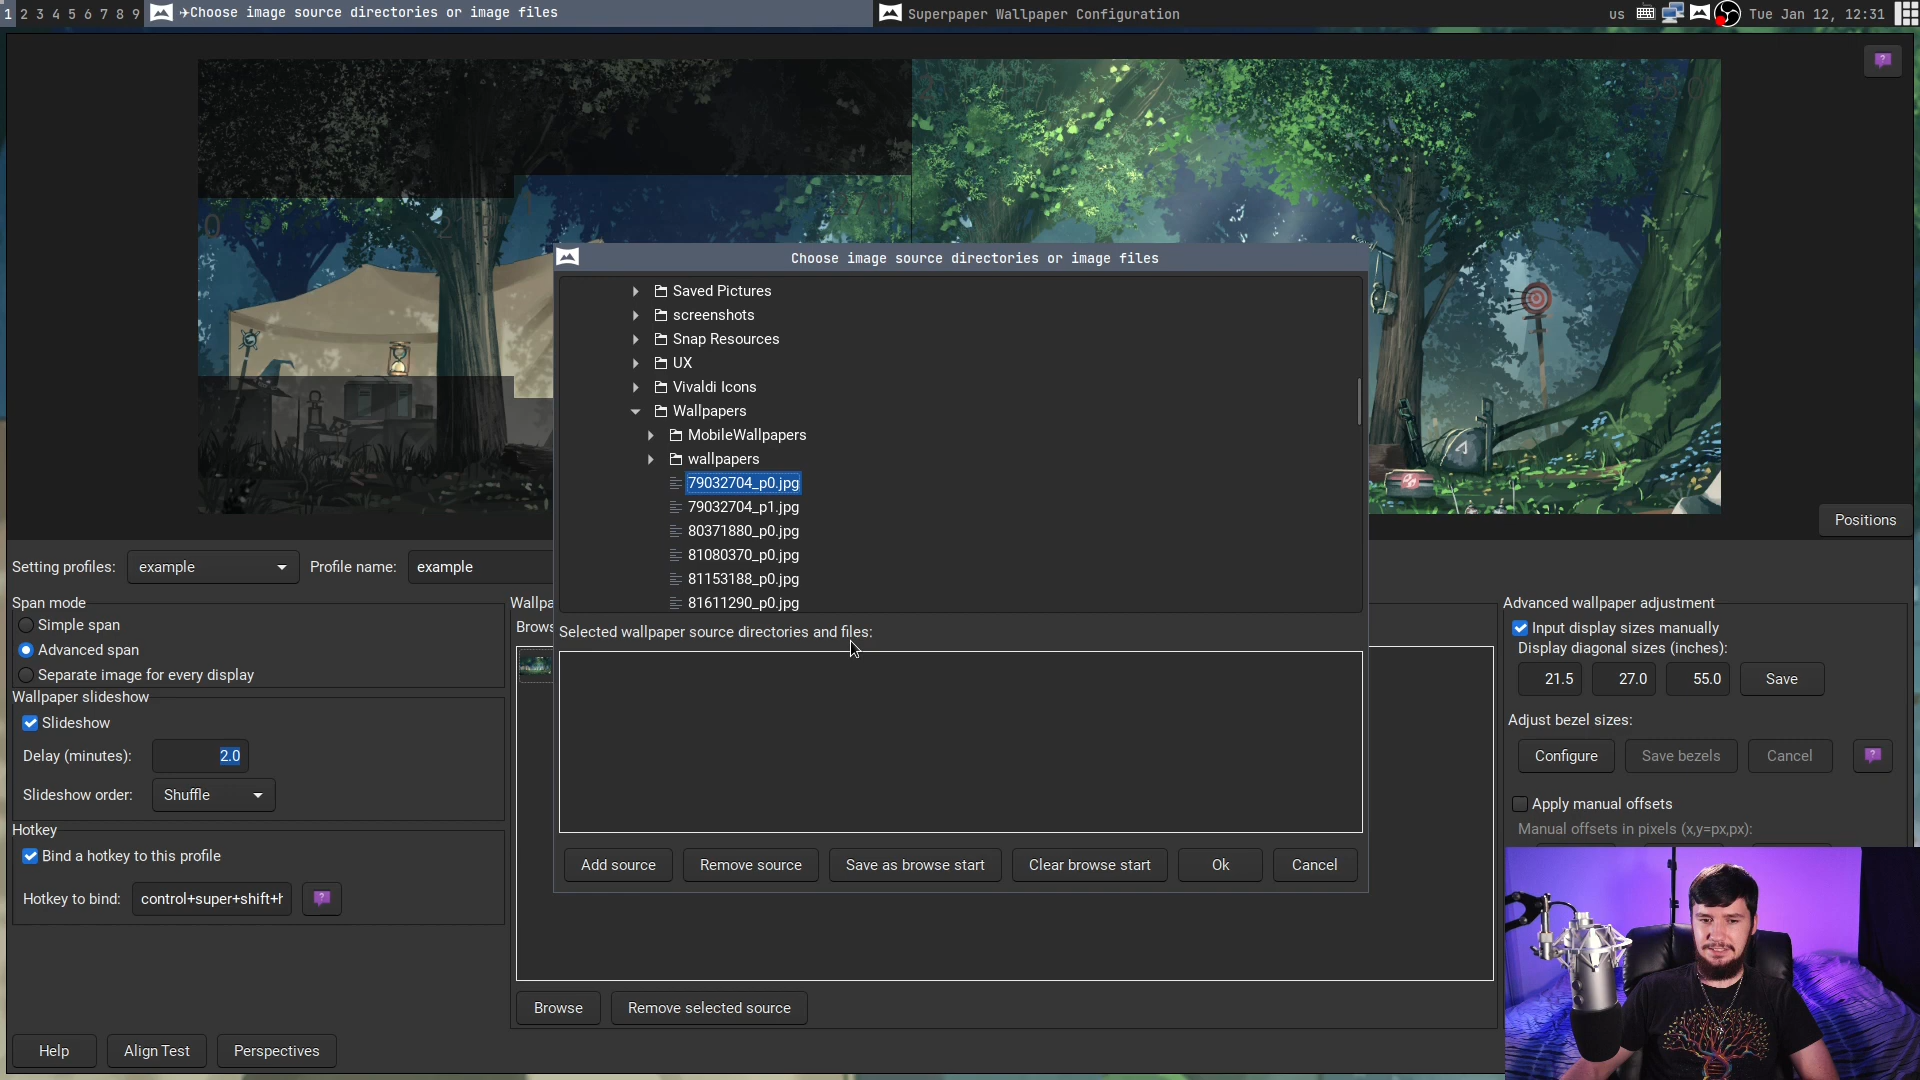 1 2 3 4 5 6 7 8 9
✈Choose image source directories or image files
Superpaper Wallpaper Configuration
us
Tue Jan 12, 12:31
0
2
Choose image source directories or image files
Saved Pictures
screenshots
Snap Resources
UX
Vivaldi Icons
Wallpapers
MobileWallpapers
wallpapers
79032704_p0.jpg
79032704_p1.jpg
80371880_p0.jpg
81080370_p0.jpg
81153188_p0.jpg
81611290_p0.jpg
Selected wallpaper source directories and files:
Add source
Remove source
Save as browse start
Clear browse start
Ok
Cancel
Positions
Setting profiles:
example
Profile name:
example
Span mode
Simple span
Advanced span
Separate image for every display
Wallpaper slideshow
Slideshow
Delay (minutes):
2.0
Slideshow order:
Shuffle
Hotkey
Bind a hotkey to this profile
Hotkey to bind:
control+super+shift+h
Wallpa
Brows
Browse
Remove selected source
Advanced wallpaper adjustment
Input display sizes manually
Display diagonal sizes (inches):
21.5
27.0
55.0
Save
Adjust bezel sizes:
Configure
Save bezels
Cancel
Apply manual offsets
Manual offsets in pixels (x,y=px,px):
Help
Align Test
Perspectives